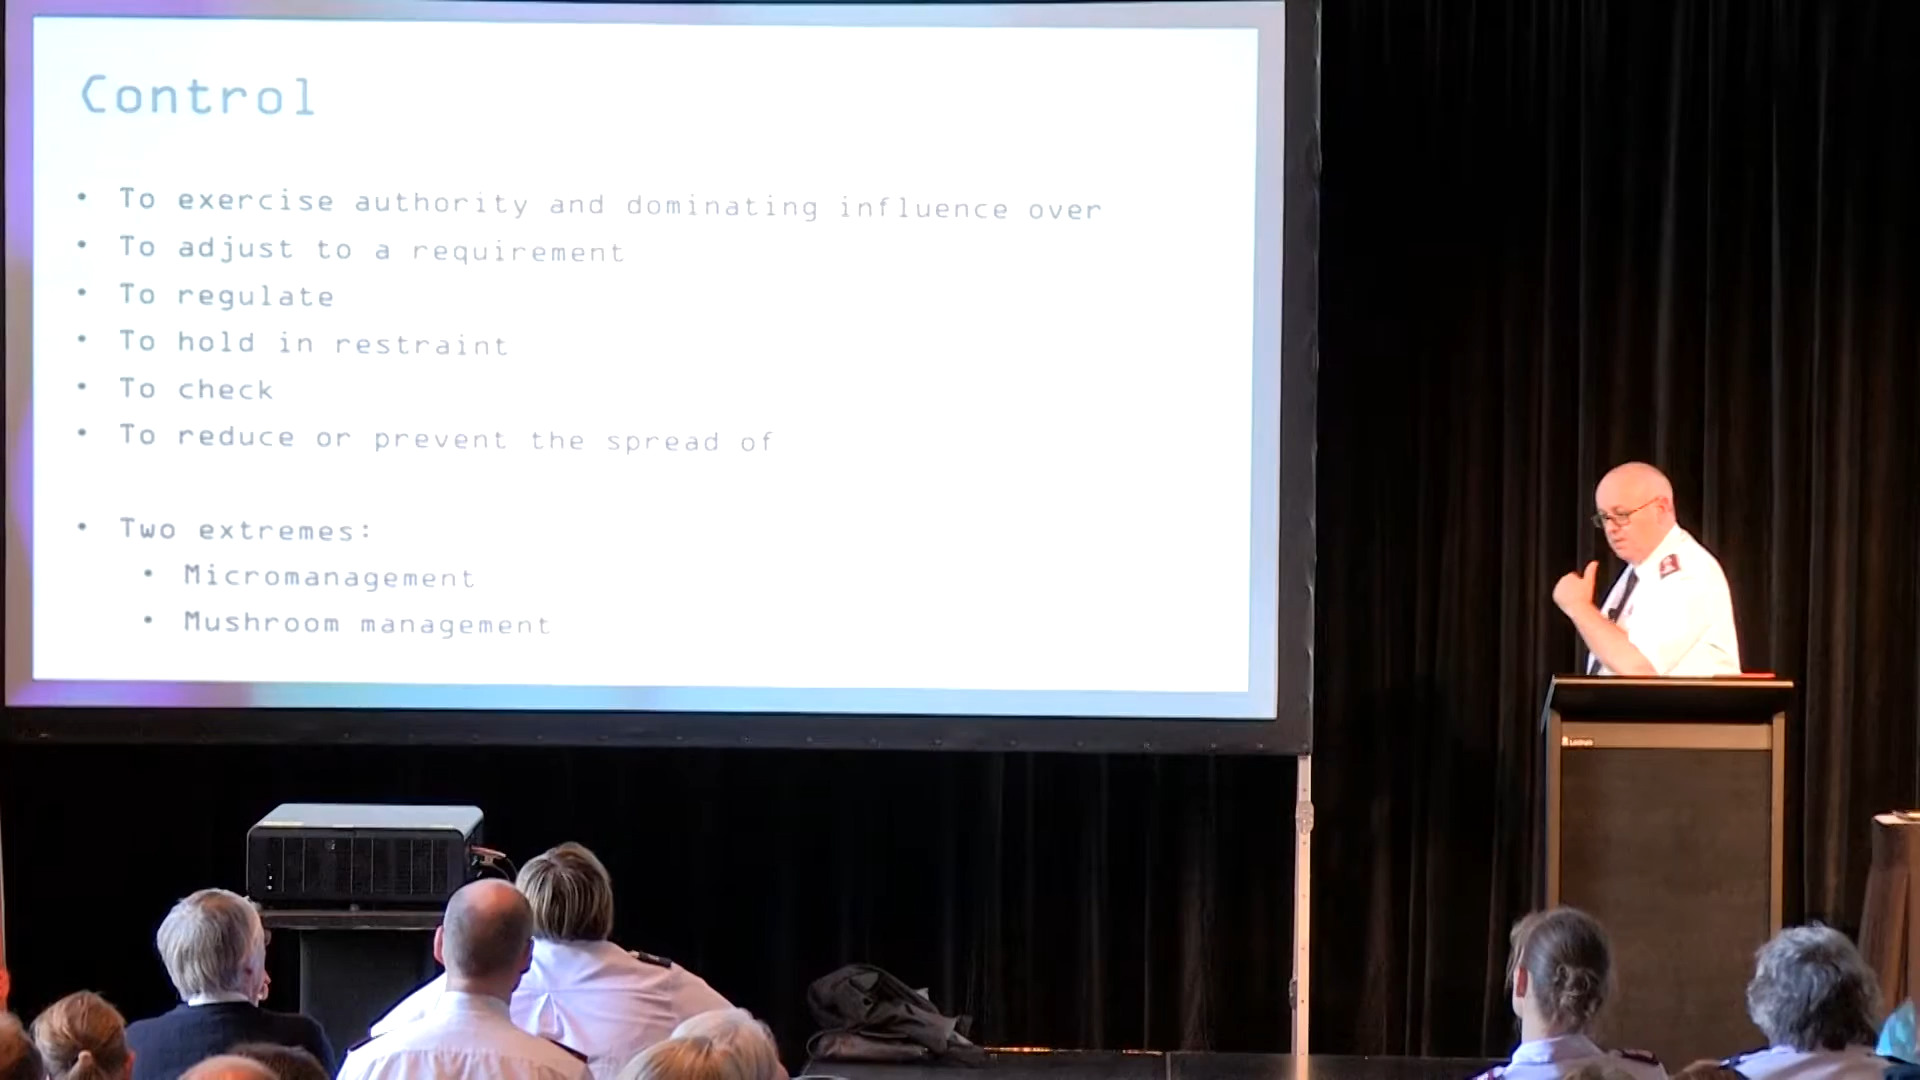 Control
• To exercise authority and dominating influence over
• To adjust to a requirement
• To regulate
• To hold in restraint
• To check
• To reduce or prevent the spread of
• Two extremes:
• Micromanagement
• Mushroom management